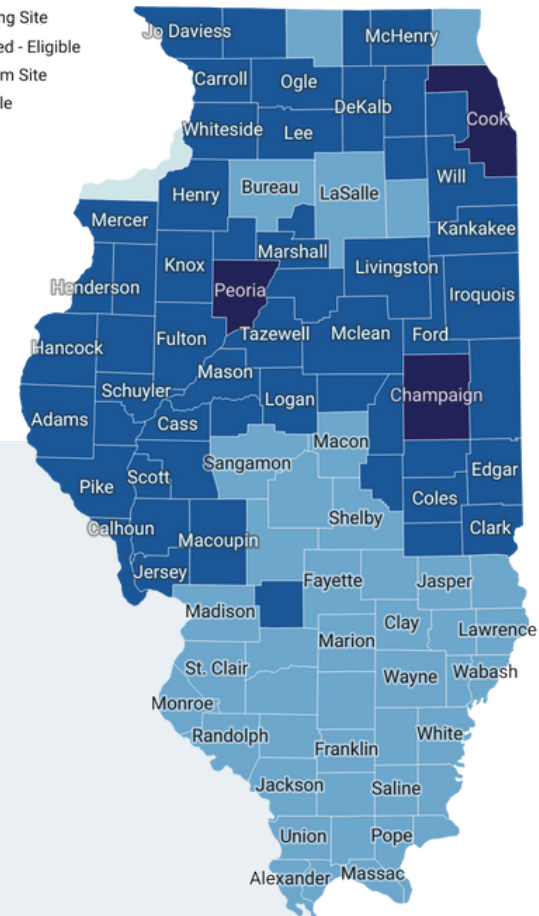 ng Site
ed - Eligible
m Site
le
Jo Daviess
McHenry
Carroll
Ogle
DeKalb
Cook
Whiteside
Lee
Will
Henry
Bureau
LaSalle
Mercer
Kankakee
Marshall
Knox
Livingston
Henderson
Peoria
Iroquois
Tazewell
Mclean
Ford
Fulton
Hancock
Mason
Schuyler
Logan
Champaign
Adams
Cass
Macon
Sangamon
Edgar
Scott
Pike
Coles
Shelby
Calhoun
Clark
Macoupin
Jersey
Fayette
Jasper
Madison
Clay
Lawrence
Marion
St. Clair
Wayne
Wabash
Monroe
Randolph
White
Franklin
Jackson
Saline
Union
Pope
Alexander
Massac